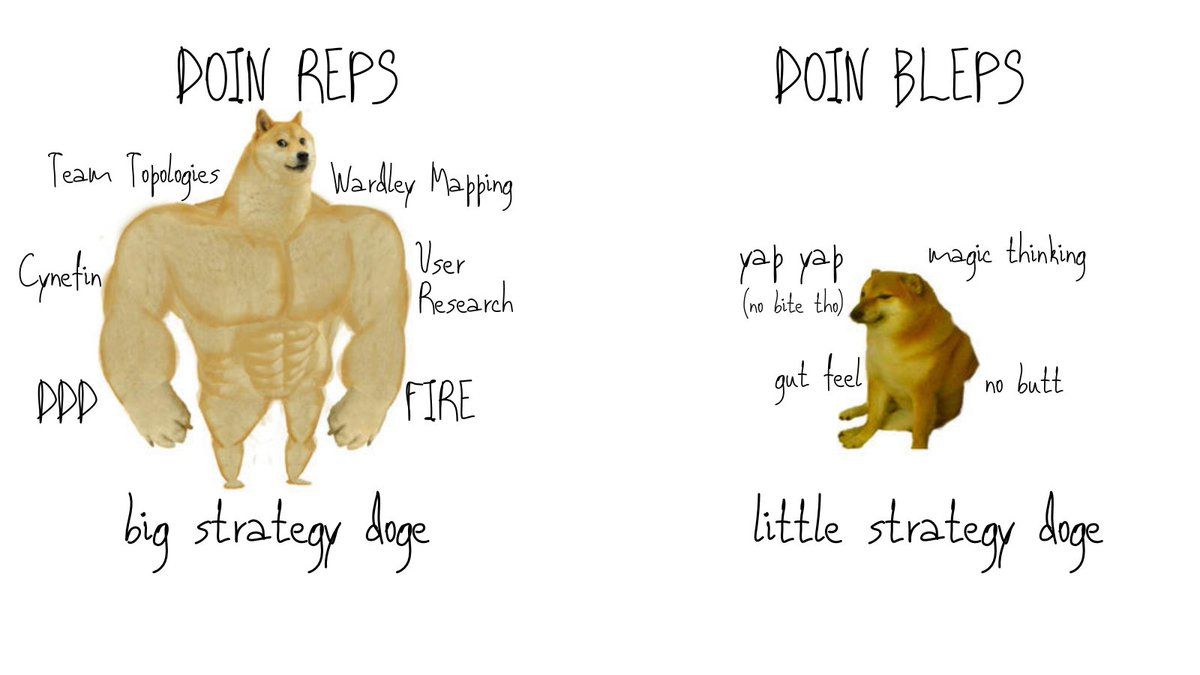 DOIN REPS
Team Topologies
Wardley Mapping
Cynefin
User
Research
DDD
FIRE
big strategy doge
DOIN BLEPS
yap yap
(no bite tho)
magic thinking
gut feel
no butt
little strategy doge